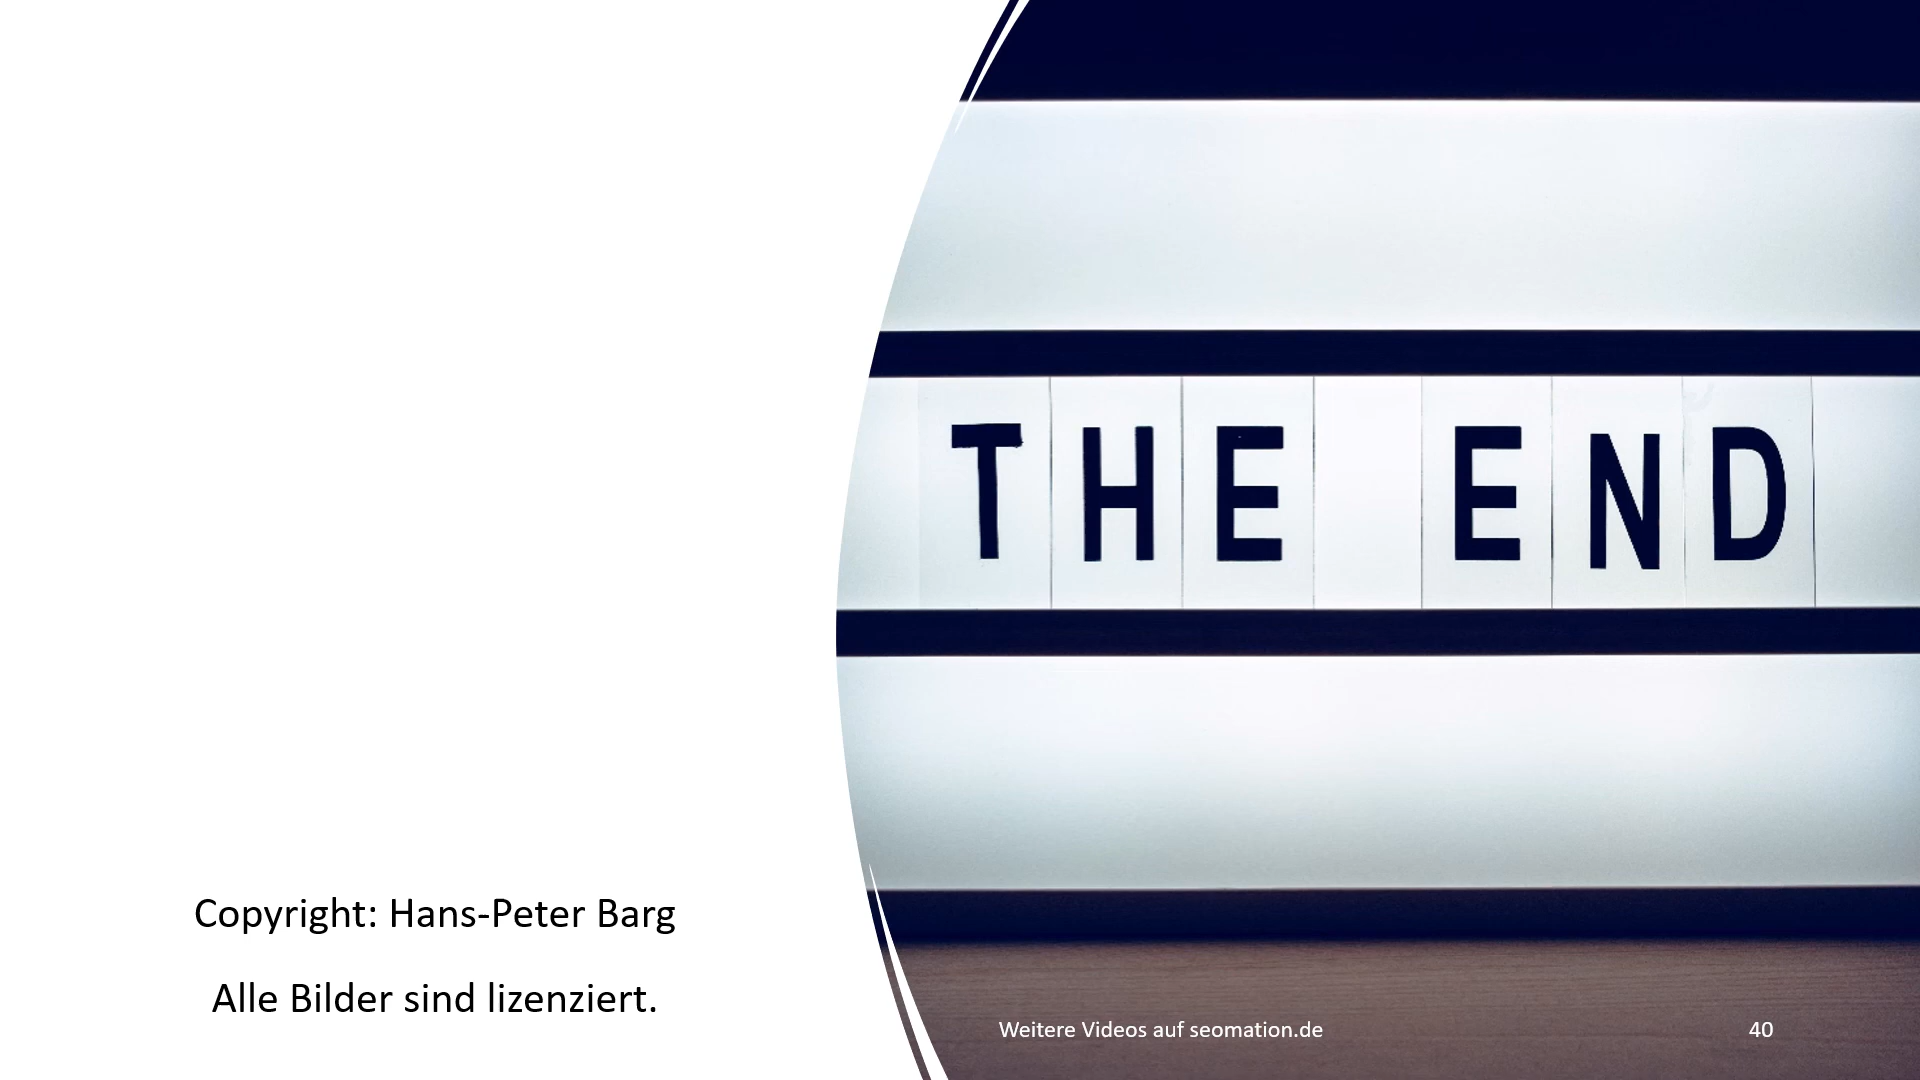 THE END
Copyright: Hans-Peter Barg
Alle Bilder sind lizenziert.
Weitere Videos auf seomation.de
40